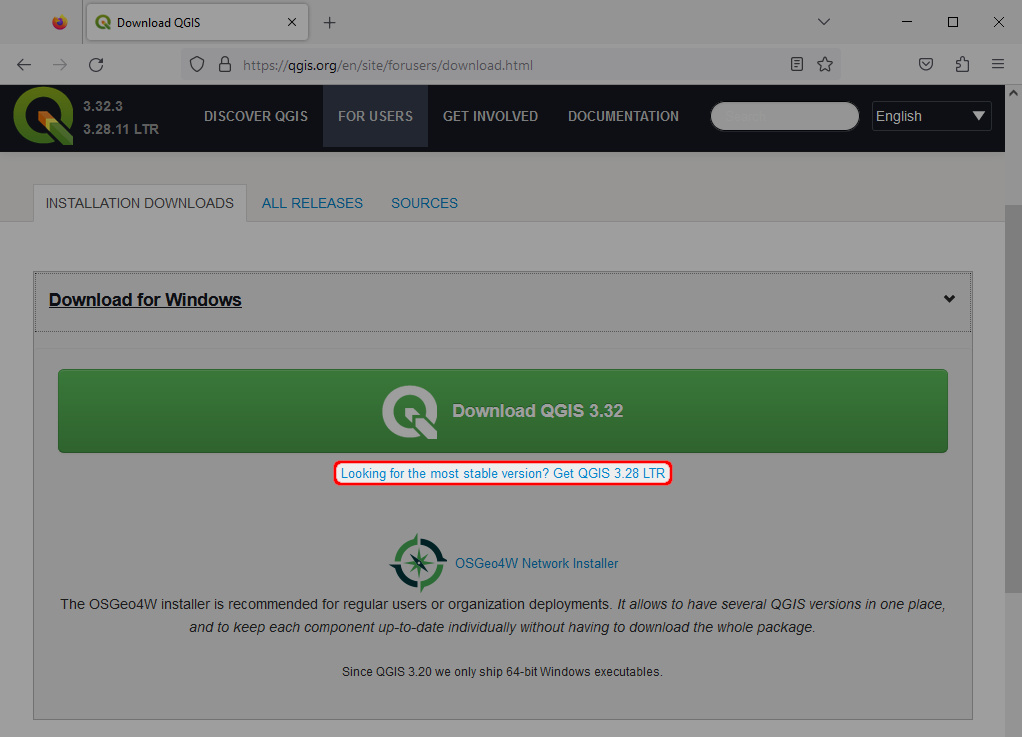 Download QGIS
https://qgis.org/en/site/forusers/download.html
3.32.3
3.28.11 LTR
DISCOVER QGIS
FOR USERS
GET INVOLVED
DOCUMENTATION
Search
English
INSTALLATION DOWNLOADS
ALL RELEASES
SOURCES
Download for Windows
Download QGIS 3.32
Looking for the most stable version? Get QGIS 3.28 LTR
OSGeo4W Network Installer
The OSGeo4W installer is recommended for regular users or organization deployments. It allows to have several QGIS versions in one place,
and to keep each component up-to-date individually without having to download the whole package.
Since QGIS 3.20 we only ship 64-bit Windows executables.